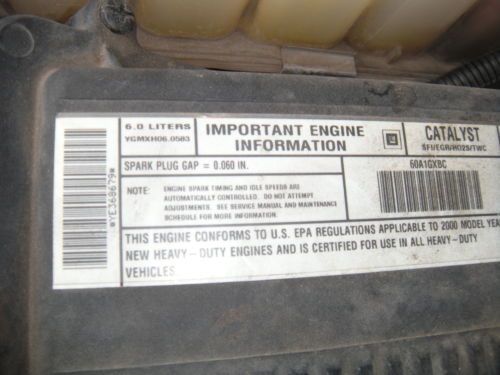 *YE368679*
6.0 LITERS
YGMXH06.0583
IMPORTANT ENGINE
INFORMATION
GM
CATALYST
SFI/EGR/HO2S/TWC
SPARK PLUG GAP = 0.060 IN.
60A1GXBC
NOTE: ENGINE SPARK TIMING AND IDLE SPEEDS ARE
AUTOMATICALLY CONTROLLED. DO NOT ATTEMPT
ADJUSTMENTS. SEE SERVICE MANUAL AND MAINTENANCE
SCHEDULE FOR MORE INFORMATION.
THIS ENGINE CONFORMS TO U.S. EPA REGULATIONS APPLICABLE TO 2000 MODEL YEA
NEW HEAVY-DUTY ENGINES AND IS CERTIFIED FOR USE IN ALL HEAVY-DUTY
VEHICLES